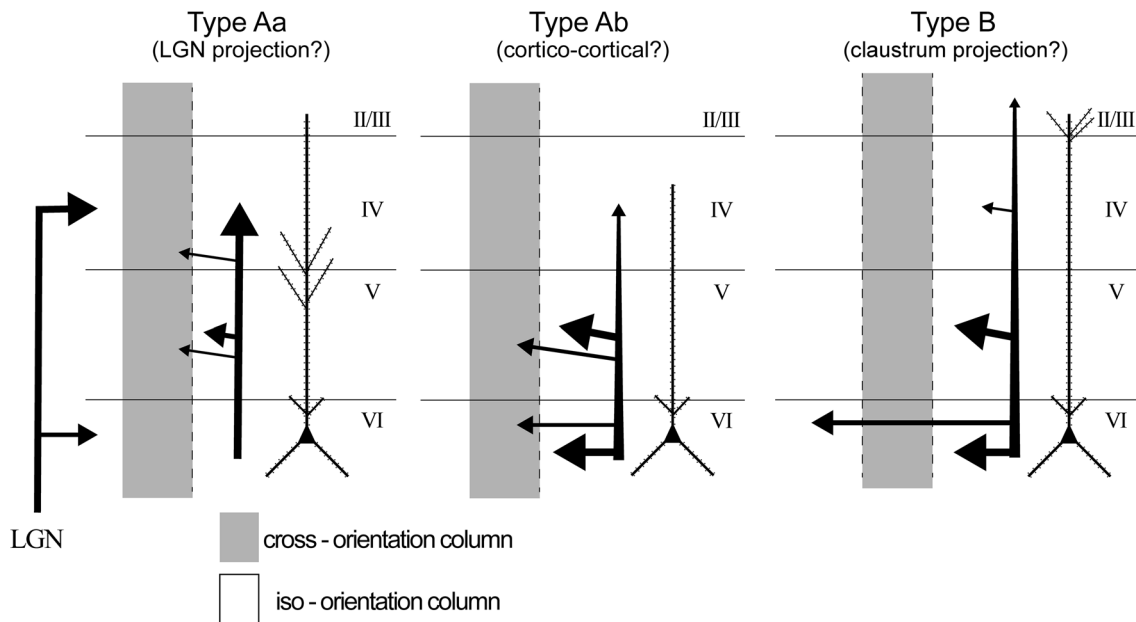 Type Aa
(LGN projection?)
Type Ab
(cortico-cortical?)
Type B
(claustrum projection?)
II/III
IV
V
VI
II/III
IV
V
VI
II/III
IV
V
VI
LGN
cross - orientation column
iso - orientation column